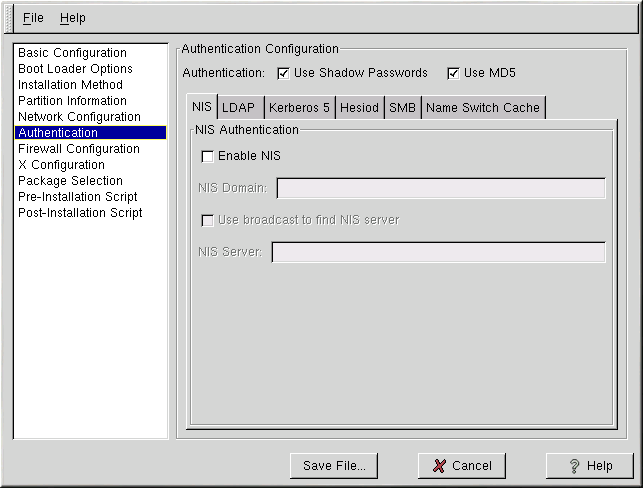 File Help
Basic Configuration
Boot Loader Options
Installation Method
Partition Information
Network Configuration
Authentication
Firewall Configuration
X Configuration
Package Selection
Pre-Installation Script
Post-Installation Script
Authentication Configuration
Authentication: Use Shadow Passwords Use MD5
NIS LDAP Kerberos 5 Hesiod SMB Name Switch Cache
NIS Authentication
Enable NIS
NIS Domain:
Use broadcast to find NIS server
NIS Server:
Save File... Cancel ? Help